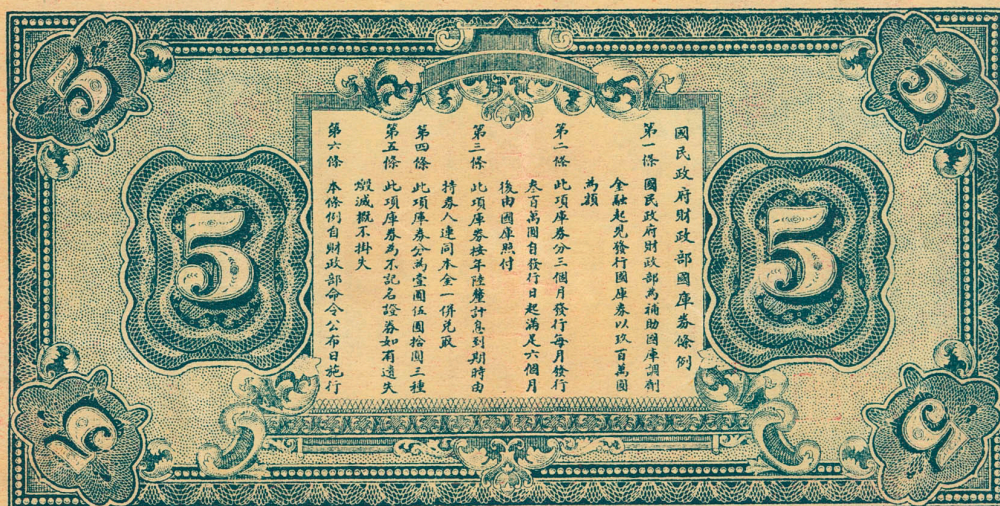 國民政府財政部國庫券條例
第一條 國民政府財政部為補助國庫調劑
金融起見發行國庫券以玖百萬圓
為額
第二條 此項庫券分三個月發行每月發行
叁百萬圓自發行日起滿足六個月
後由國庫照付
第三條 此項庫券按年陸釐計息到期時由
持券人連同本金一併兌取
第四條 此項庫券分為壹圓伍圓拾圓三種
第五條 此項庫券為不記名證券如有遺失
燬滅概不掛失
第六條 本條例自財政部命令公布日施行
5
5
5
5
5
5